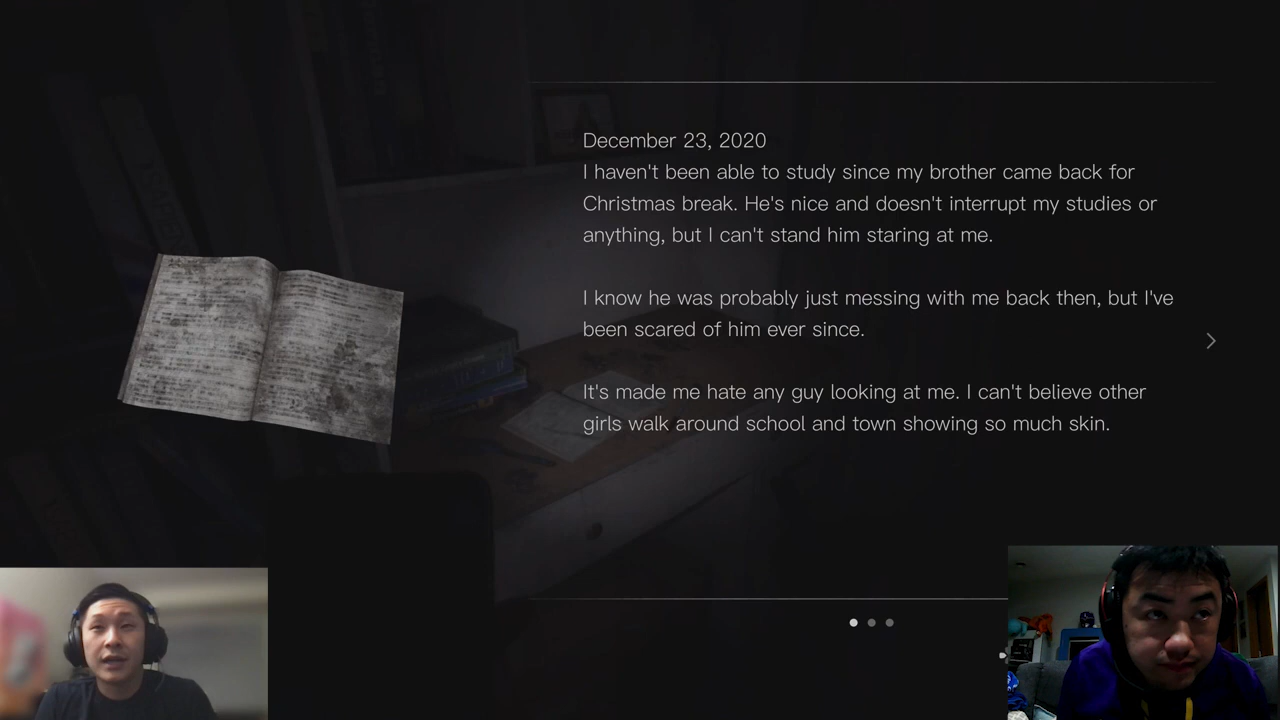 December 23, 2020
I haven't been able to study since my brother came back for
Christmas break. He's nice and doesn't interrupt my studies or
anything, but I can't stand him staring at me.
I know he was probably just messing with me back then, but I've
been scared of him ever since.
It's made me hate any guy looking at me. I can't believe other
girls walk around school and town showing so much skin.